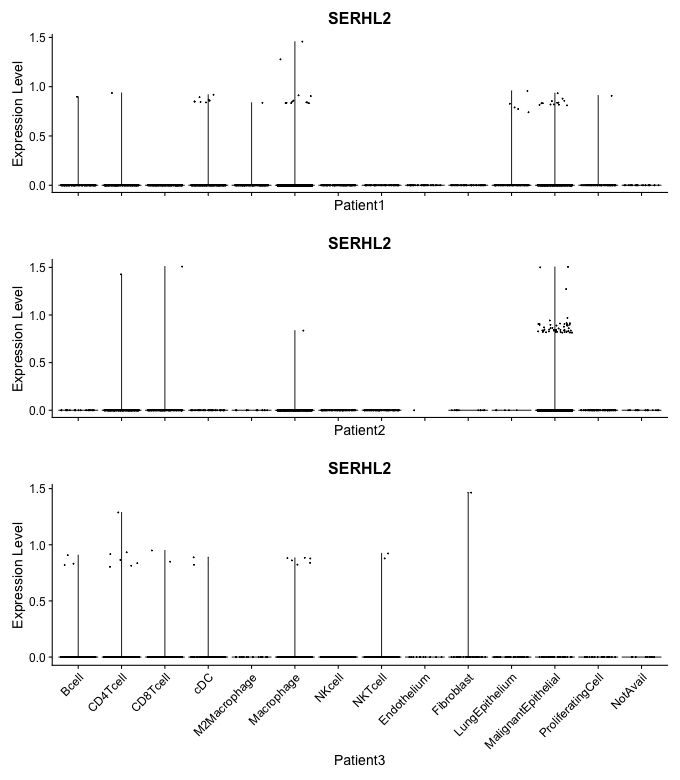 SERHL2
Expression Level
1.5
1.0
0.5
0.0
Patient1
SERHL2
Expression Level
1.5
1.0
0.5
0.0
Patient2
SERHL2
Expression Level
1.5
1.0
0.5
0.0
Bcell
CD4Tcell
CD8Tcell
cDC
M2Macrophage
Macrophage
NKcell
NKTcell
Endothelium
Fibroblast
LungEpithelium
MalignantEpithelial
ProliferatingCell
NotAvail
Patient3